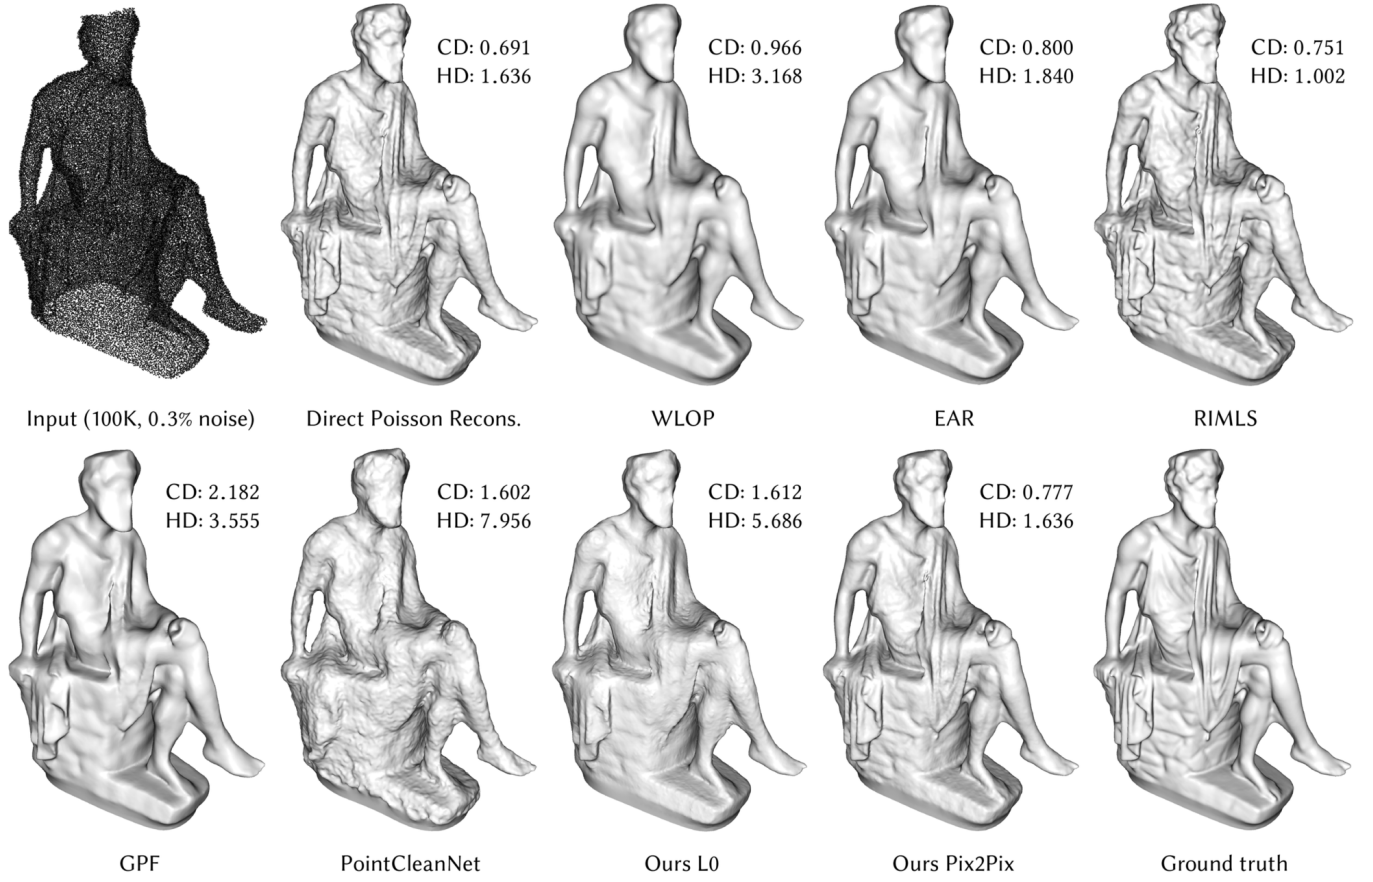 CD: 0.691
HD: 1.636
CD: 0.966
HD: 3.168
CD: 0.800
HD: 1.840
CD: 0.751
HD: 1.002
Input (100K, 0.3% noise)
Direct Poisson Recons.
WLOP
EAR
RIMLS
CD: 2.182
HD: 3.555
CD: 1.602
HD: 7.956
CD: 1.612
HD: 5.686
CD: 0.777
HD: 1.636
GPF
PointCleanNet
Ours L0
Ours Pix2Pix
Ground truth